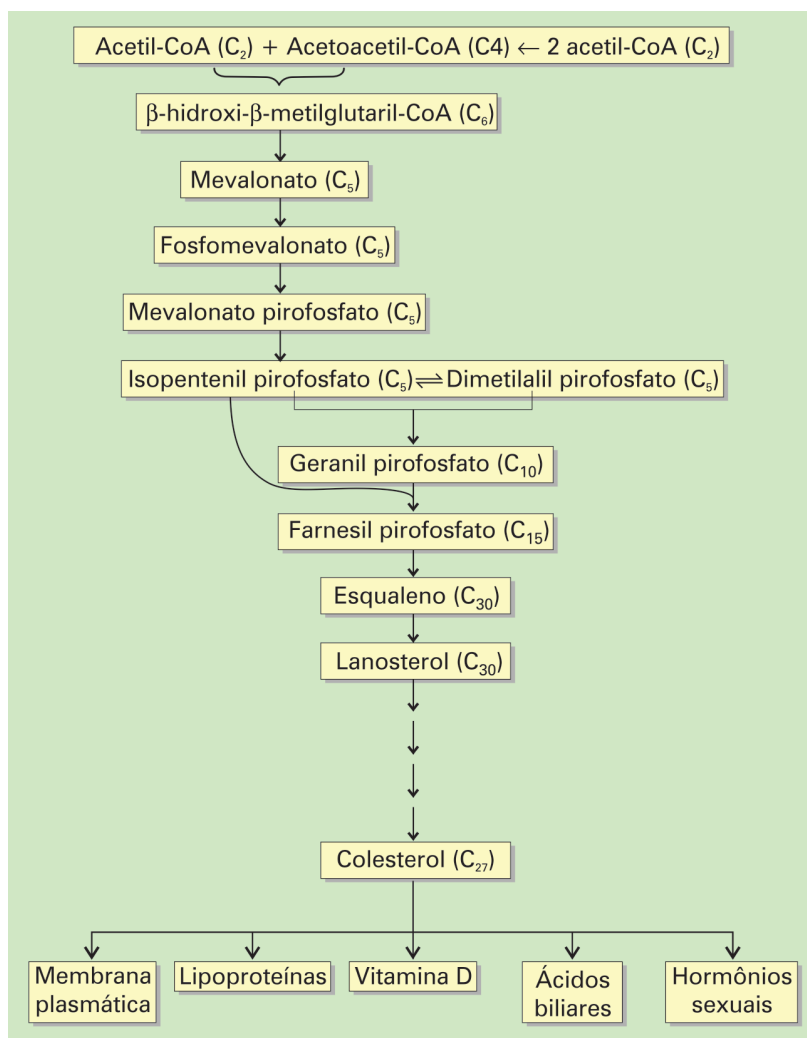 Acetil-CoA (C₂) + Acetoacetil-CoA (C4) ← 2 acetil-CoA (C₂)
β-hidroxi-β-metilglutaril-CoA (C₆)
Mevalonato (C₅)
Fosfomevalonato (C₅)
Mevalonato pirofosfato (C₅)
Isopentenil pirofosfato (C₅) ⇌ Dimetilalil pirofosfato (C₅)
Geranil pirofosfato (C₁₀)
Farnesil pirofosfato (C₁₅)
Esqualeno (C₃₀)
Lanosterol (C₃₀)
Colesterol (C₂₇)
Membrana
plasmática
Lipoproteínas
Vitamina D
Ácidos
biliares
Hormônios
sexuais